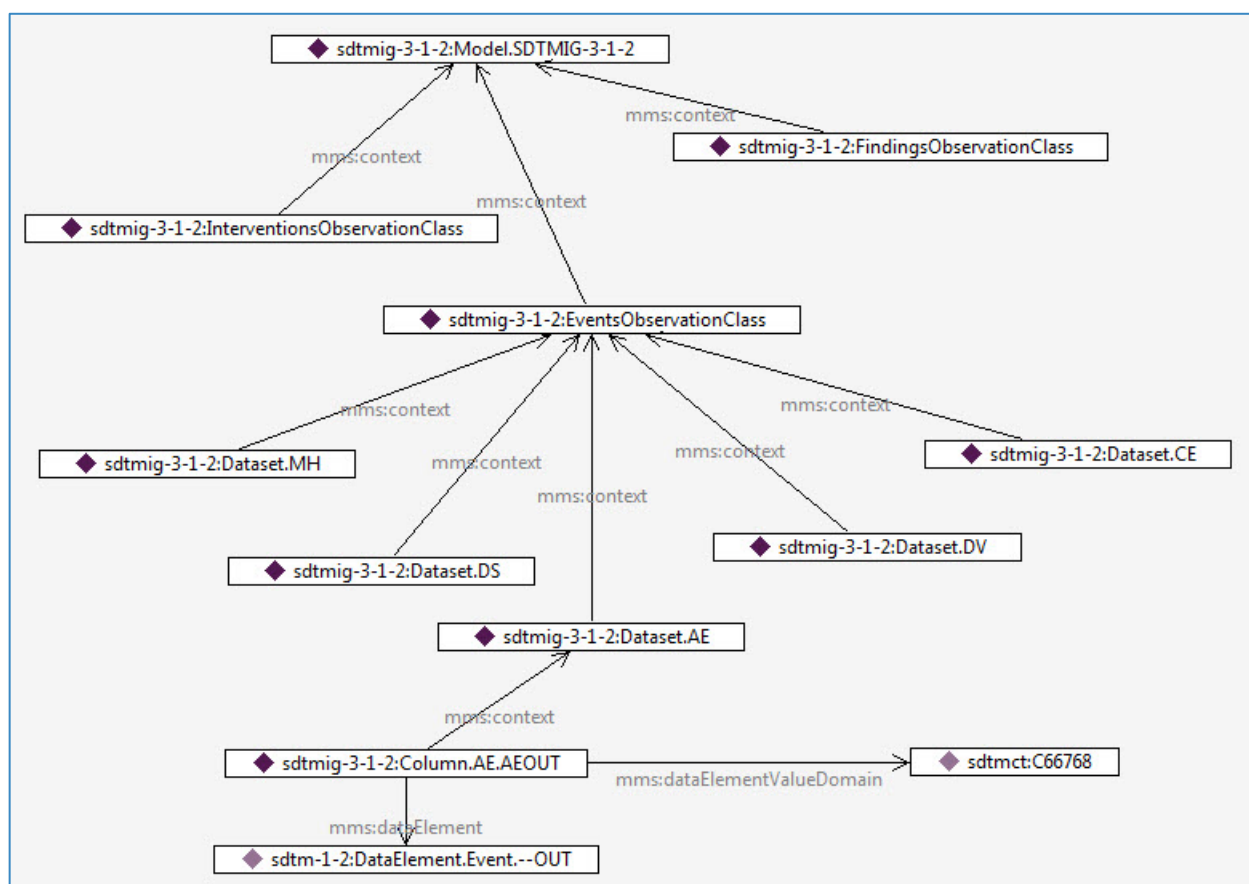 sdtmig-3-1-2:Model.SDTMIG-3-1-2
mms:context
sdtmig-3-1-2:FindingsObservationClass
mms:context
mms:context
sdtmig-3-1-2:InterventionsObservationClass
sdtmig-3-1-2:EventsObservationClass
mms:context
mms:context
mms:context
mms:context
mms:context
sdtmig-3-1-2:Dataset.MH
sdtmig-3-1-2:Dataset.CE
sdtmig-3-1-2:Dataset.DV
sdtmig-3-1-2:Dataset.DS
sdtmig-3-1-2:Dataset.AE
mms:context
sdtmig-3-1-2:Column.AE.AEOUT
mms:dataElementValueDomain
sdtmct:C66768
mms:dataElement
sdtm-1-2:DataElement.Event.--OUT